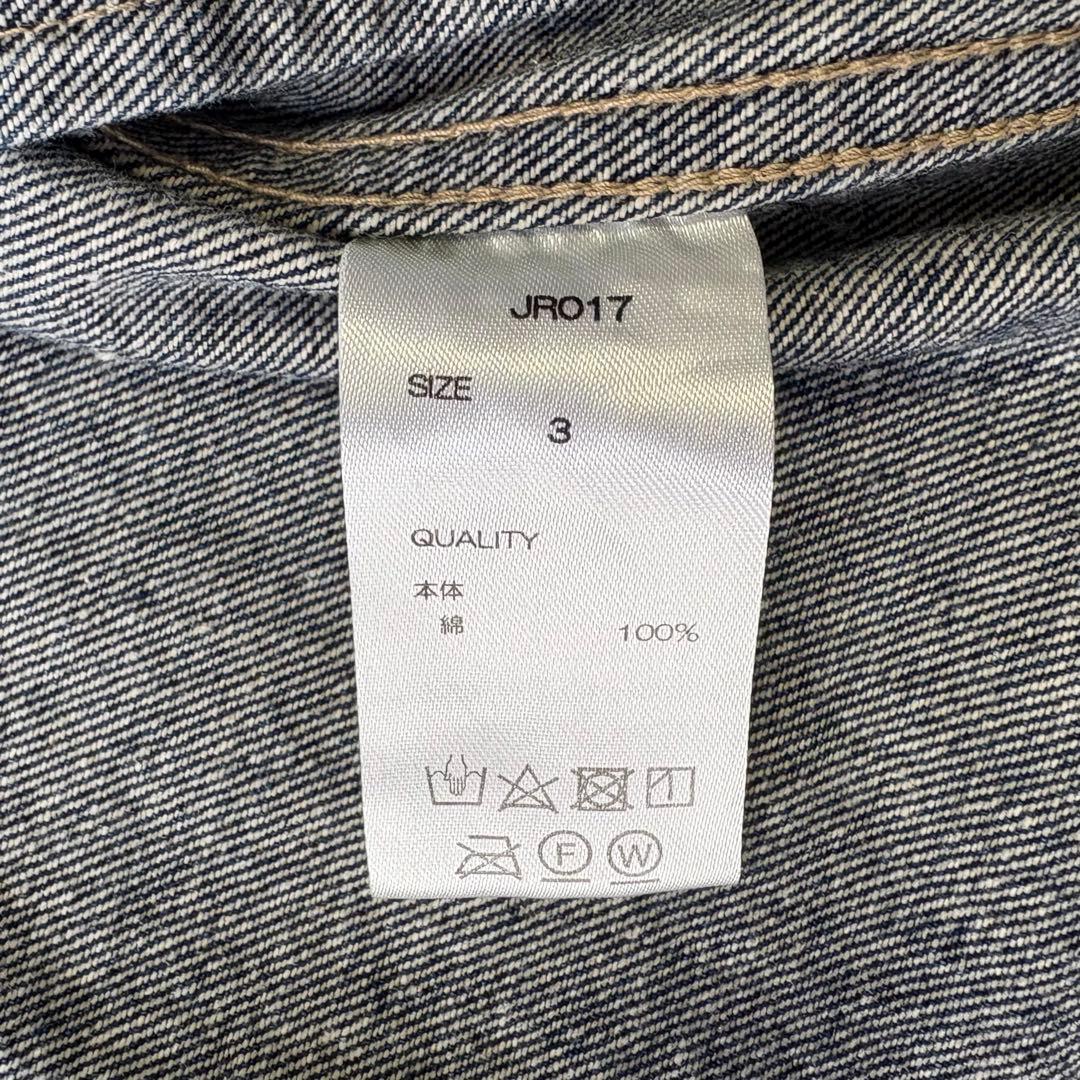 JR017
SIZE
3
QUALITY
本体
綿 100%
F W